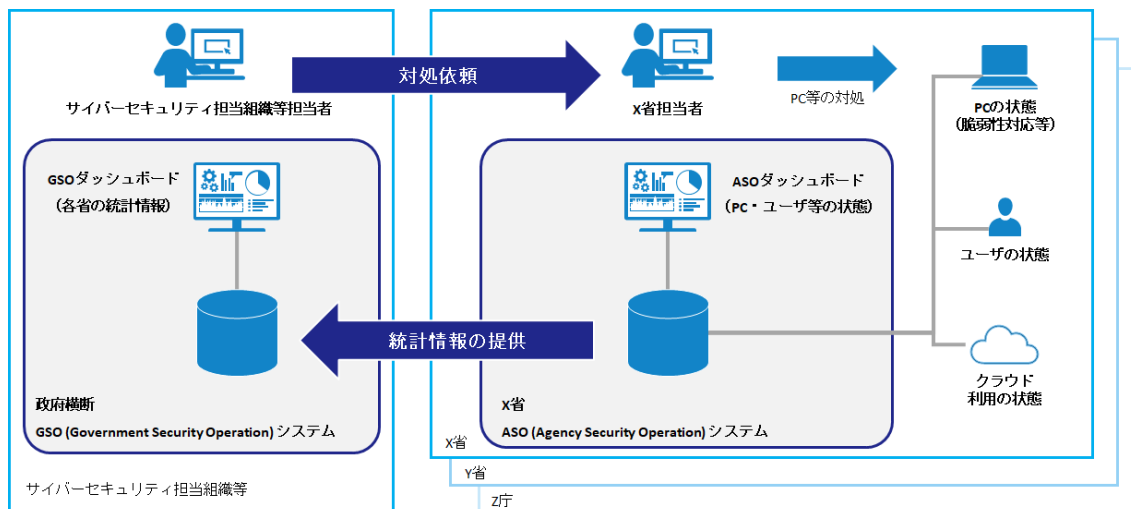 対処依頼
サイバーセキュリティ担当組織等担当者
GSOダッシュボード
（各省の統計情報）
政府横断
GSO (Government Security Operation) システム
サイバーセキュリティ担当組織等
統計情報の提供
X省担当者
PC等の対処
ASOダッシュボード
（PC・ユーザ等の状態）
X省
ASO (Agency Security Operation) システム
PCの状態
（脆弱性対応等）
ユーザの状態
クラウド
利用の状態
X省
Y省
Z庁